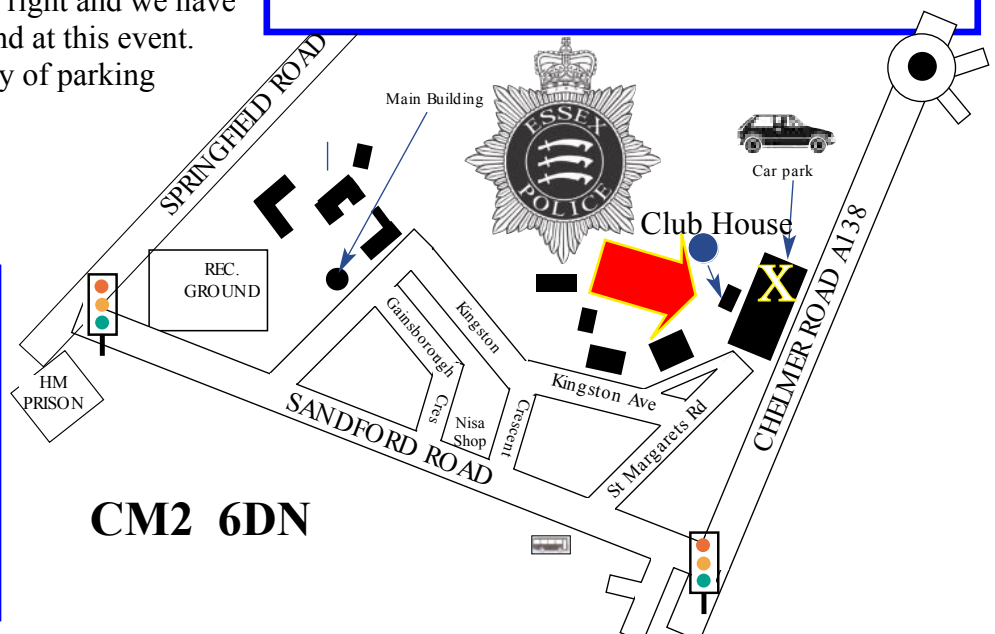 right and we have
nd at this event.
y of parking
SPRINGFIELD ROAD
Main Building
ESSEX
POLICE
Car park
Club House
X
CHELMER ROAD A138
REC.
GROUND
Gainsborough
Cres
Kingston
Crescent
Kingston Ave
Nisa
Shop
St Margarets Rd
HM
PRISON
SANDFORD ROAD
CM2 6DN